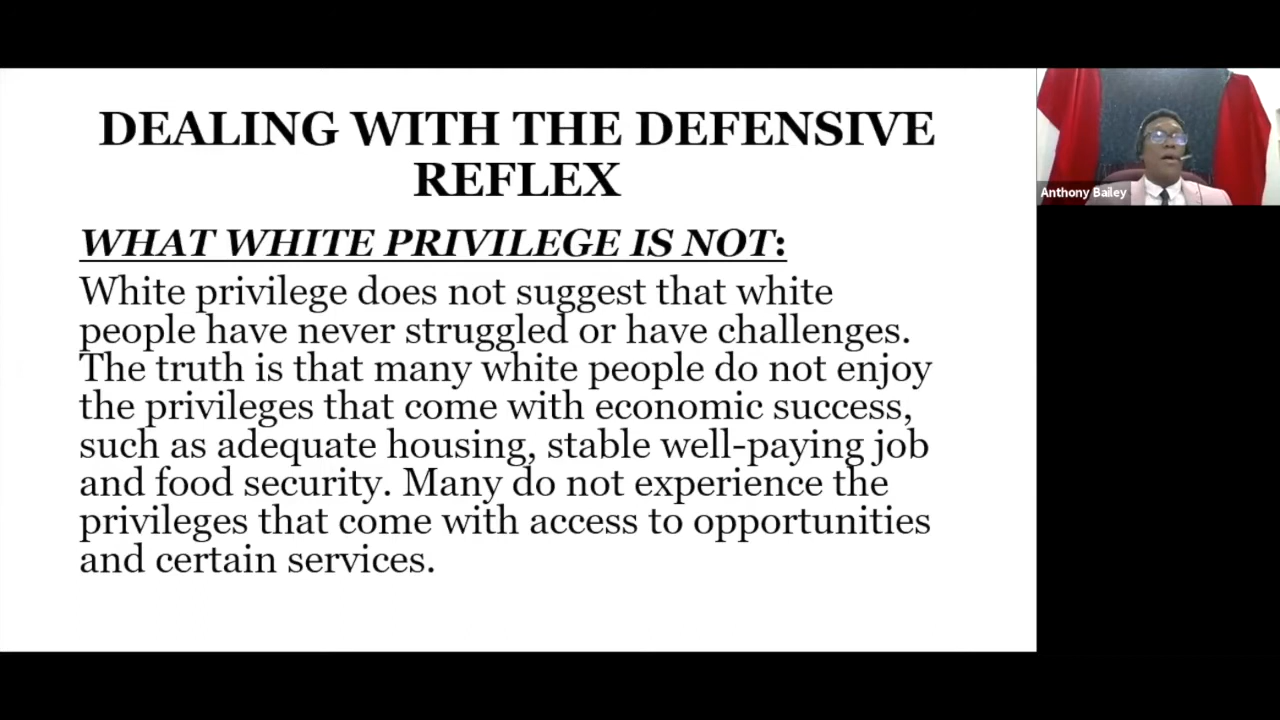 DEALING WITH THE DEFENSIVE
REFLEX
WHAT WHITE PRIVILEGE IS NOT:
White privilege does not suggest that white
people have never struggled or have challenges.
The truth is that many white people do not enjoy
the privileges that come with economic success,
such as adequate housing, stable well-paying job
and food security. Many do not experience the
privileges that come with access to opportunities
and certain services.
Anthony Bailey